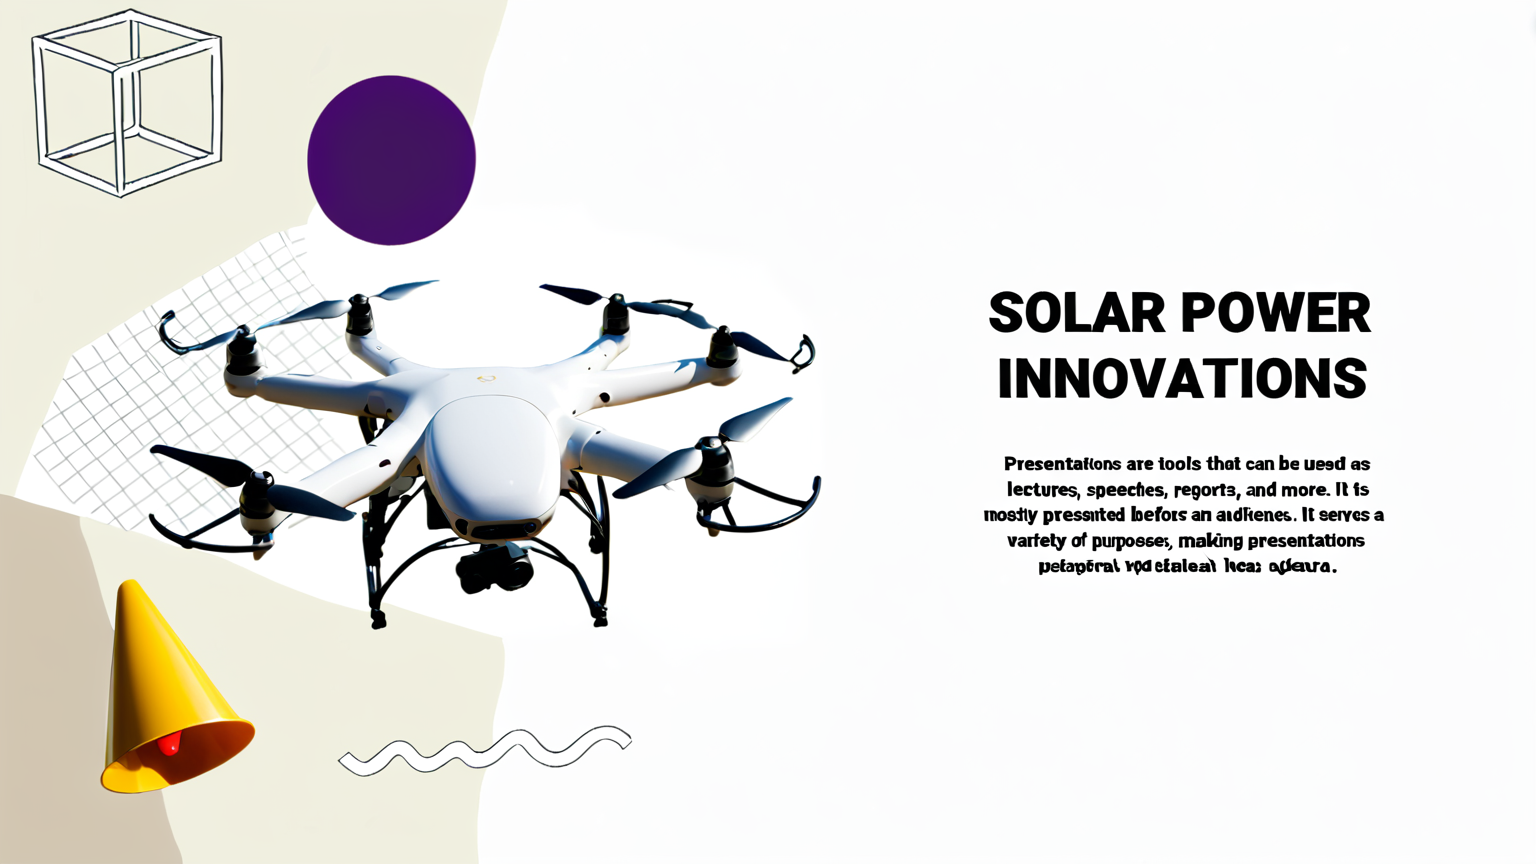 SOLAR POWER
INNOVATIONS
Presentations are tools that can be used as
lectures, speeches, reports, and more. It is
mostly presented before an. It serves a
variety of purposes, making presentations